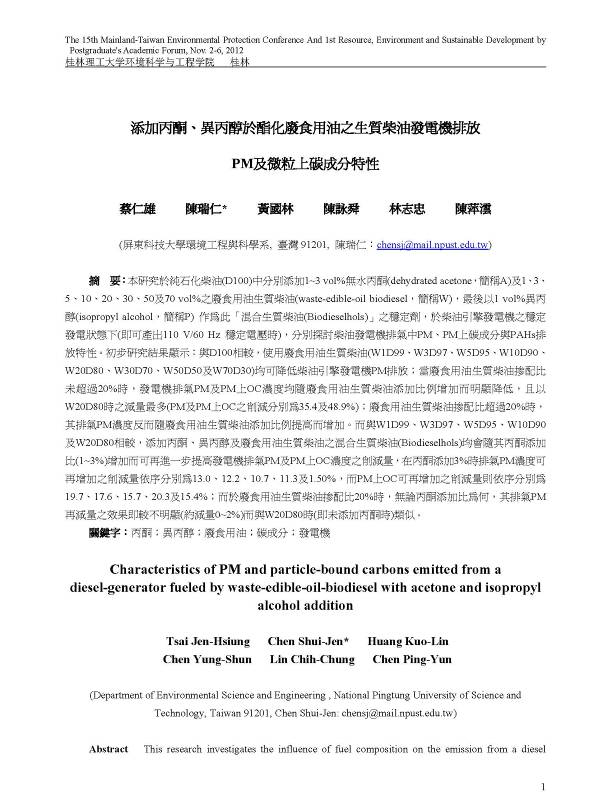 The 15th Mainland-Taiwan Environmental Protection Conference And 1st Resource, Environment and Sustainable Development by
Postgraduate's Academic Forum, Nov. 2-6, 2012
桂林理工大学环境科学与工程学院 桂林
添加丙酮、異丙醇於酯化廢食用油之生質柴油發電機排放
PM及微粒上碳成分特性
蔡仁雄 陳瑞仁* 黃國林 陳詠舜 林志忠 陳萍澐
(屏東科技大學環境工程與科學系, 臺灣 91201, 陳瑞仁：chensj@mail.npust.edu.tw)
摘 要：本研究於純石化柴油(D100)中分別添加1~3 vol%無水丙酮(dehydrated acetone，簡稱A)及1、3、
5、10、20、30、50及70 vol%之廢食用油生質柴油(waste-edible-oil biodiesel，簡稱W)，最後以1 vol%異丙
醇(isopropyl alcohol，簡稱P) 作爲此「混合生質柴油(Biodieselhols)」之穩定劑，於柴油引擎發電機之穩定
發電狀態下(即可產出110 V/60 Hz 穩定電壓時)，分別探討柴油發電機排氣中PM、PM上碳成分與PAHs排
放特性。初步研究結果顯示：與D100相較，使用廢食用油生質柴油(W1D99、W3D97、W5D95、W10D90、
W20D80、W30D70、W50D50及W70D30)均可降低柴油引擎發電機PM排放；當廢食用油生質柴油摻配比
未超過20%時，發電機排氣PM及PM上OC濃度均隨廢食用油生質柴油添加比例增加而明顯降低，且以
W20D80時之減量最多(PM及PM上OC之削減分別爲35.4及48.9%)；廢食用油生質柴油摻配比超過20%時，
其排氣PM濃度反而隨廢食用油生質柴油添加比例提高而增加。而與W1D99、W3D97、W5D95、W10D90
及W20D80相較，添加丙酮、異丙醇及廢食用油生質柴油之混合生質柴油(Biodieselhols)均會隨其丙酮添加
比(1~3%)增加而可再進一步提高發電機排氣PM及PM上OC濃度之削減量，在丙酮添加3%時排氣PM濃度可
再增加之削減量依序分別爲13.0、12.2、10.7、11.3及1.50%，而PM上OC可再增加之削減量則依序分別爲
19.7、17.6、15.7、20.3及15.4%；而於廢食用油生質柴油摻配比20%時，無論丙酮添加比爲何，其排氣PM
再減量之效果即較不明顯(約減量0~2%)而與W20D80時(即未添加丙酮時)類似。
關鍵字：丙酮；異丙醇；廢食用油；碳成分；發電機
Characteristics of PM and particle-bound carbons emitted from a
diesel-generator fueled by waste-edible-oil-biodiesel with acetone and isopropyl
alcohol addition
Tsai Jen-Hsiung Chen Shui-Jen* Huang Kuo-Lin
Chen Yung-Shun Lin Chih-Chung Chen Ping-Yun
(Department of Environmental Science and Engineering , National Pingtung University of Science and
Technology, Taiwan 91201, Chen Shui-Jen: chensj@mail.npust.edu.tw)
Abstract This research investigates the influence of fuel composition on the emission from a diesel
1